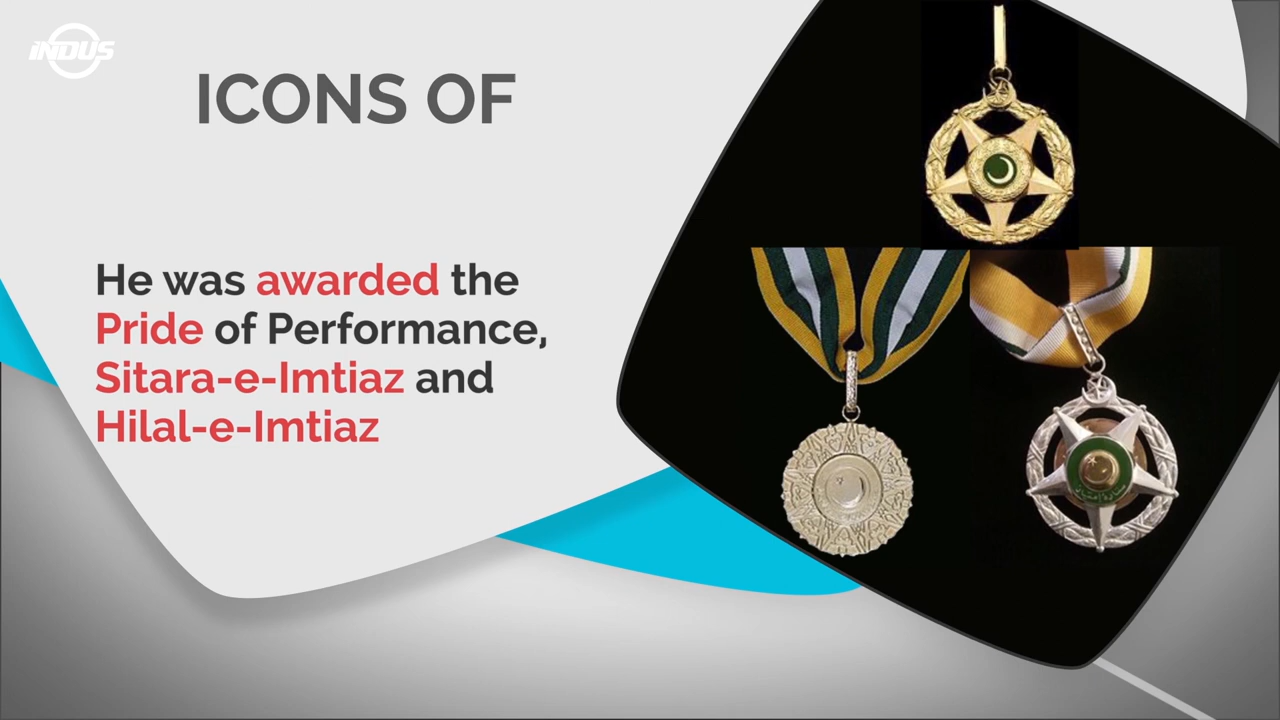 iNDUS
ICONS OF
He was awarded the
Pride of Performance,
Sitara-e-Imtiaz and
Hilal-e-Imtiaz